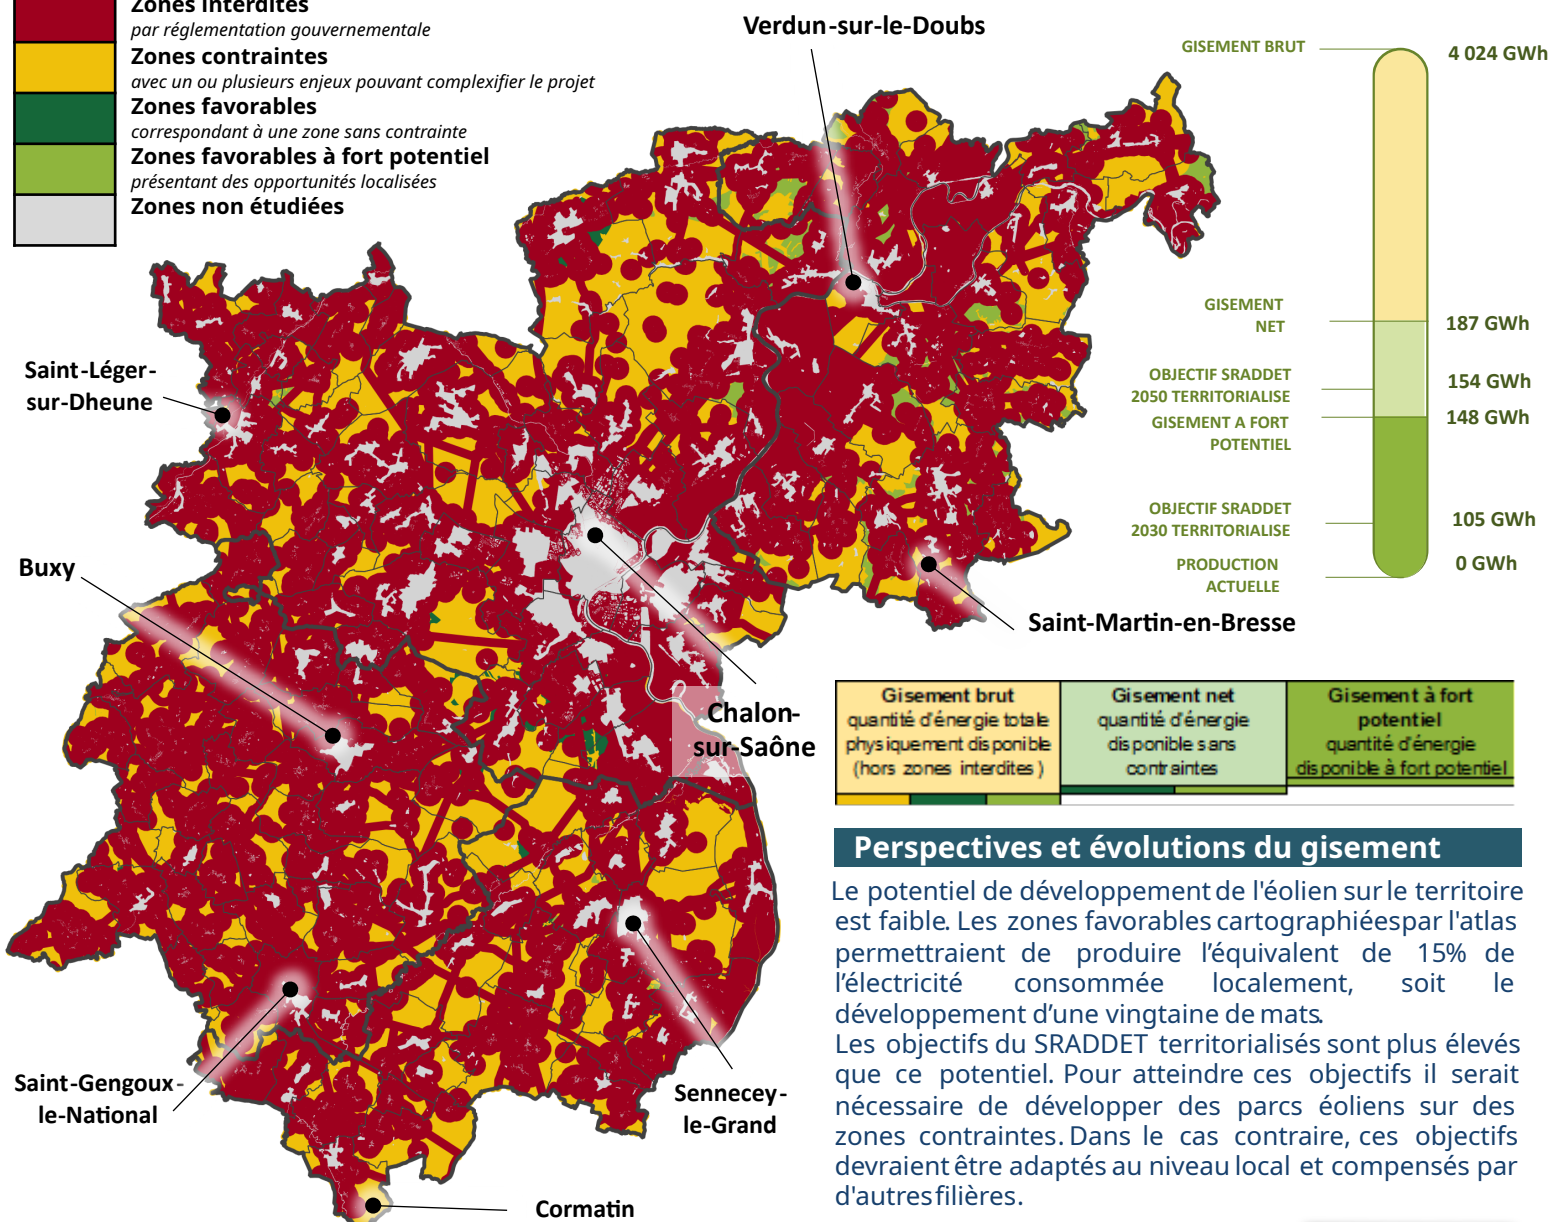 Zones interdites
par réglementation gouvernementale
Zones contraintes
avec un ou plusieurs enjeux pouvant complexifier le projet
Zones favorables
correspondant à une zone sans contrainte
Zones favorables à fort potentiel
présentant des opportunités localisées
Zones non étudiées
Verdun-sur-le-Doubs
Saint-Léger-
sur-Dheune
Buxy
Chalon-
sur-Saône
Saint-Martin-en-Bresse
Saint-Gengoux-
le-National
Sennecey-
le-Grand
Cormatin
GISEMENT BRUT
4 024 GWh
GISEMENT
NET
187 GWh
OBJECTIF SRADDET
2050 TERRITORIALISE
154 GWh
GISEMENT A FORT
POTENTIEL
148 GWh
OBJECTIF SRADDET
2030 TERRITORIALISE
105 GWh
PRODUCTION
ACTUELLE
0 GWh
Gisement brut
quantité d'énergie totale
physiquement disponible
(hors zones interdites)
Gisement net
quantité d'énergie
disponible sans
contraintes
Gisement à fort
potentiel
quantité d'énergie
disponible à fort potentiel
Perspectives et évolutions du gisement
Le potentiel de développement de l'éolien sur le territoire
est faible. Les zones favorables cartographiées par l'atlas
permettraient de produire l’équivalent de 15% de
l’électricité consommée localement, soit le
développement d’une vingtaine de mats.
Les objectifs du SRADDET territorialisés sont plus élevés
que ce potentiel. Pour atteindre ces objectifs il serait
nécessaire de développer des parcs éoliens sur des
zones contraintes. Dans le cas contraire, ces objectifs
devraient être adaptés au niveau local et compensés par
d'autres filières.